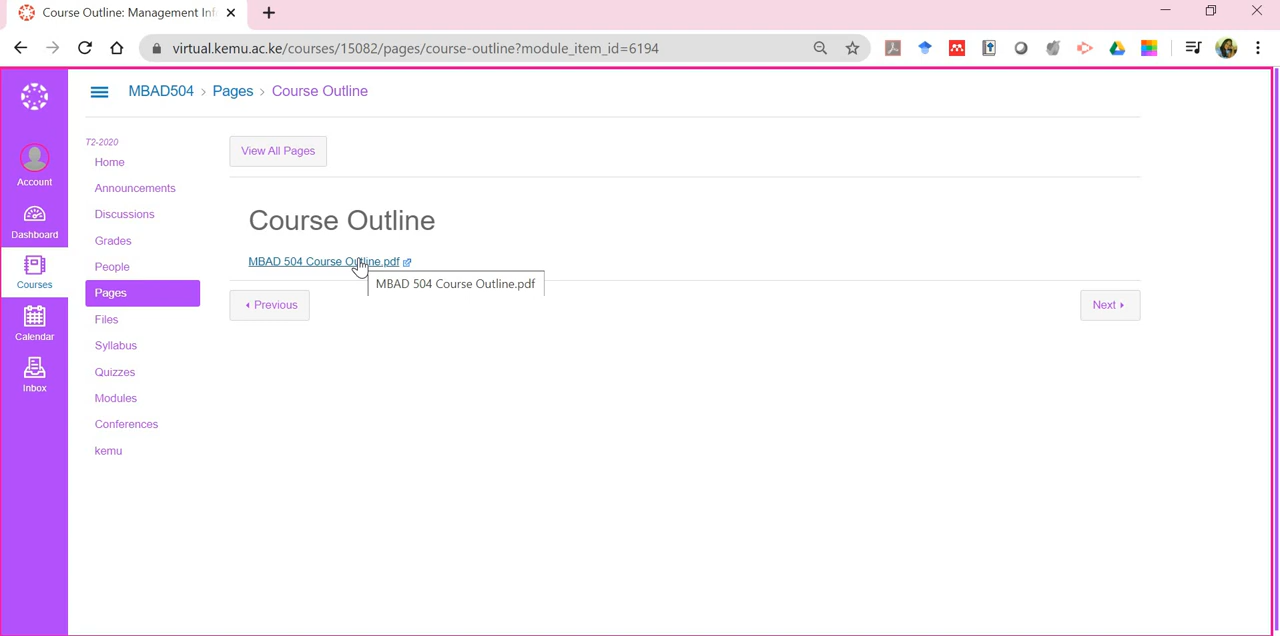 Course Outline: Management Inf
virtual.kemu.ac.ke/courses/15082/pages/course-outline?module_item_id=6194
MBAD504 › Pages › Course Outline
T2-2020
Home
Announcements
Discussions
Grades
People
Pages
Files
Syllabus
Quizzes
Modules
Conferences
kemu
Account
Dashboard
Courses
Calendar
Inbox
View All Pages
Course Outline
MBAD 504 Course Outline.pdf
MBAD 504 Course Outline.pdf
Previous
Next